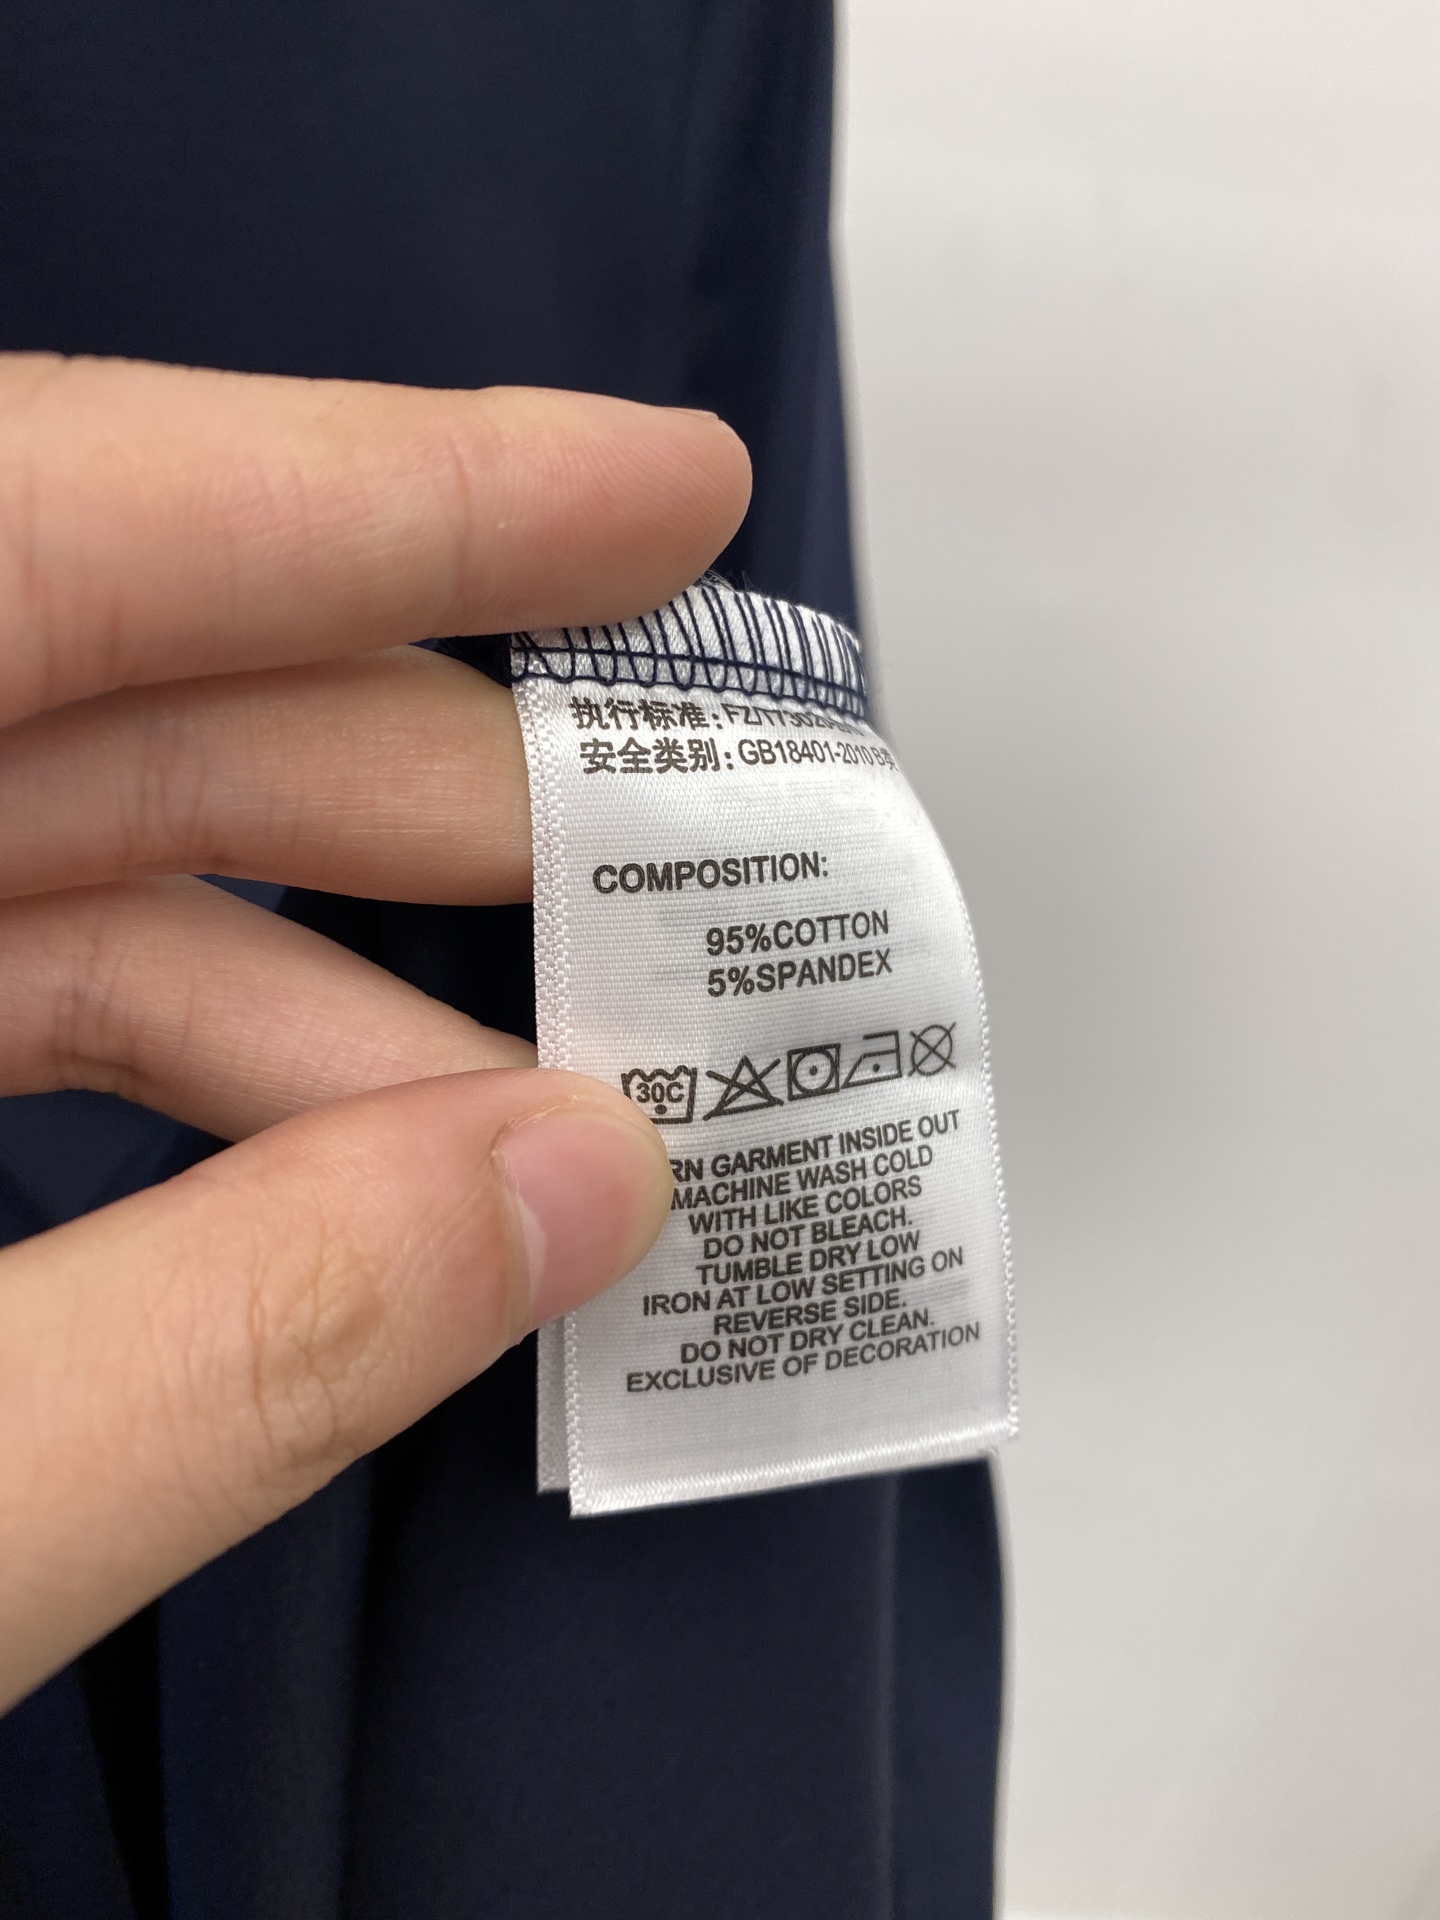 执行标准:
安全类别:GB18401-2010 B类
COMPOSITION:
95%COTTON
5%SPANDEX
30C
GARMENT INSIDE OUT
MACHINE WASH COLD
WITH LIKE COLORS
DO NOT BLEACH.
TUMBLE DRY LOW
IRON AT LOW SETTING ON
REVERSE SIDE.
DO NOT DRY CLEAN.
EXCLUSIVE OF DECORATION